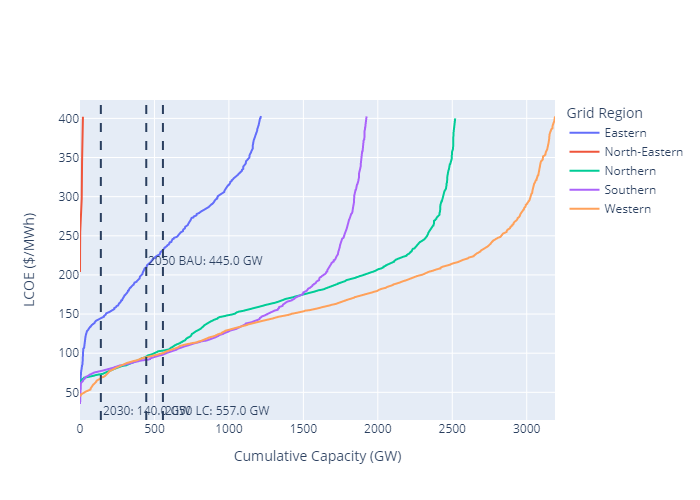 Grid Region
Eastern
North-Eastern
Northern
Southern
Western
LCOE ($/MWh)
400
350
300
250
200
150
100
50
2050 BAU: 445.0 GW
2030: 140.0 GW
2050 LC: 557.0 GW
0
500
1000
1500
2000
2500
3000
Cumulative Capacity (GW)